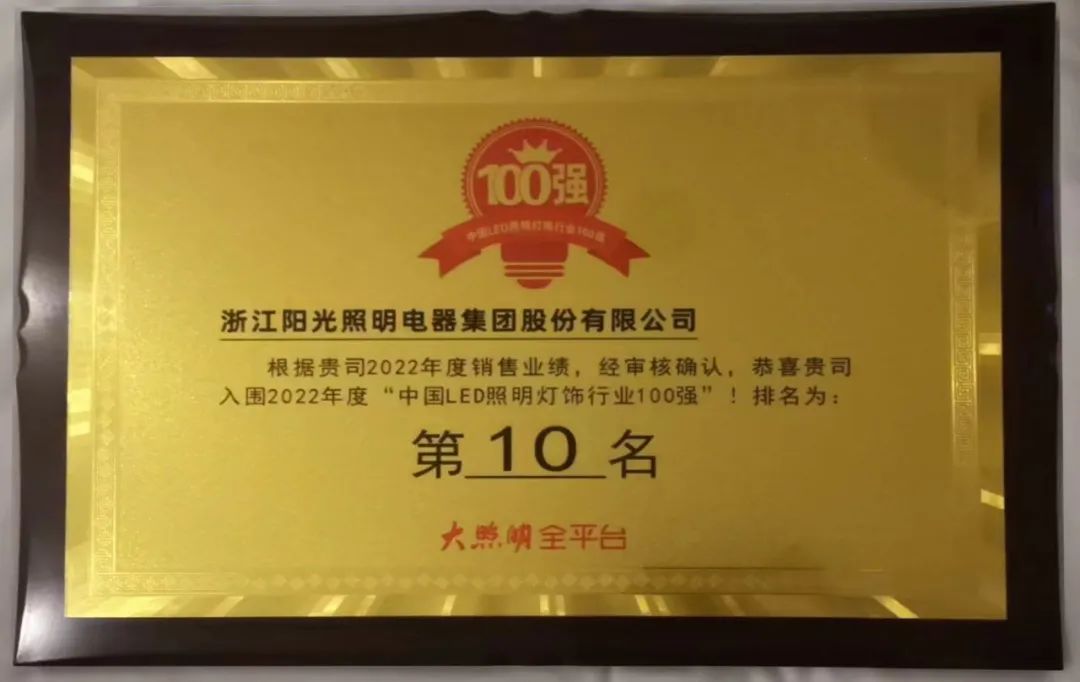 100强
中国LED照明灯饰行业100强
浙江阳光照明电器集团股份有限公司
根据贵司2022年度销售业绩，经审核确认，恭喜贵司
入围2022年度“中国LED照明灯饰行业100强”！排名为：
第10名
大照明全平台